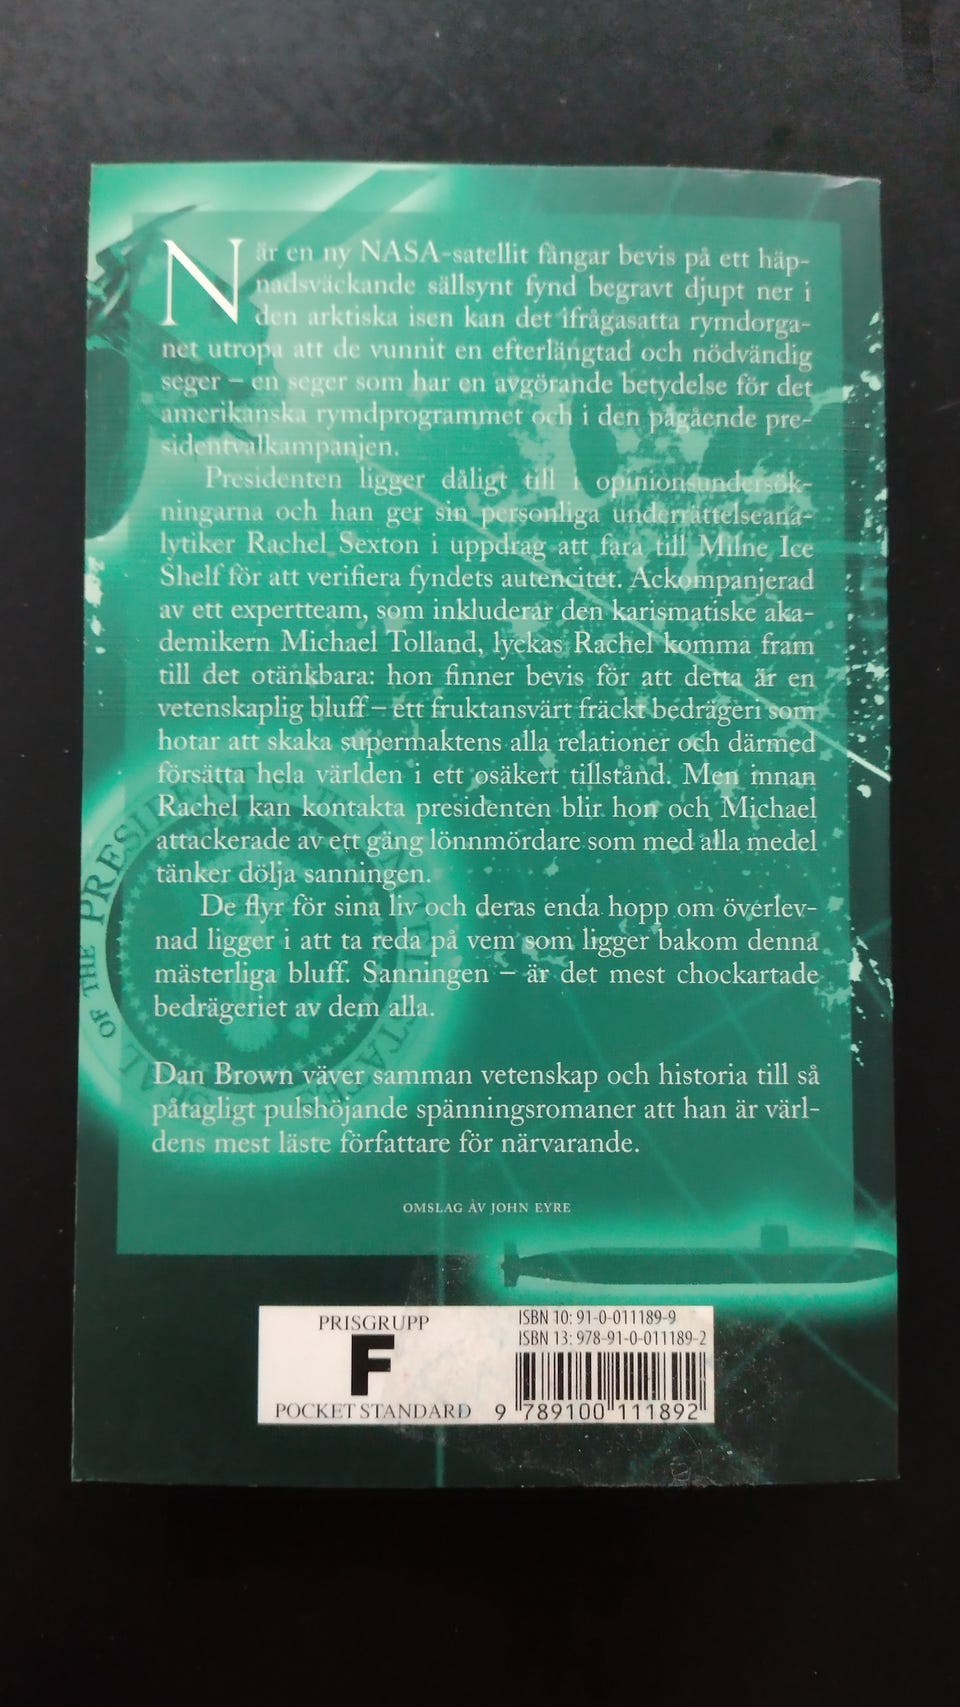 När en ny NASA-satellit fångar bevis på ett häp-
nadsväckande sällsynt fynd begravt djupt ner i
den arktiska isen kan det ifrågasatta rymdorga-
net utropa att de vunnit en efterlängtad och nödvändig
seger – en seger som har en avgörande betydelse för det
amerikanska rymdprogrammet och i den pågående pre-
sidentvalkampanjen.
Presidenten ligger dåligt till i opinionsundersök-
ningarna och han ger sin personliga underrättelseana-
lytiker Rachel Sexton i uppdrag att fara till Milne Ice
Shelf för att verifiera fyndets autencitet. Ackompanjerad
av ett expertteam, som inkluderar den karismatiske aka-
demikern Michael Tolland, lyckas Rachel komma fram
till det otänkbara: hon finner bevis för att detta är en
vetenskaplig bluff – ett fruktansvärt fräckt bedrägeri som
hotar att skaka supermaktens alla relationer och därmed
försätta hela världen i ett osäkert tillstånd. Men innan
Rachel kan kontakta presidenten blir hon och Michael
attackerade av ett gäng lönnmördare som med alla medel
tänker dölja sanningen.
De flyr för sina liv och deras enda hopp om överlev-
nad ligger i att ta reda på vem som ligger bakom denna
mästerliga bluff. Sanningen – är det mest chockartade
bedrägeriet av dem alla.
Dan Brown väver samman vetenskap och historia till så
påtagligt pulshöjande spänningsromaner att han är värl-
dens mest läste författare för närvarande.
OMSLAG AV JOHN EYRE
OF THE PRESIDENT OF THE
PRISGRUPP
F
POCKET STANDARD
ISBN 10: 91-0-011189-9
ISBN 13: 978-91-0-011189-2
9 789100 111892